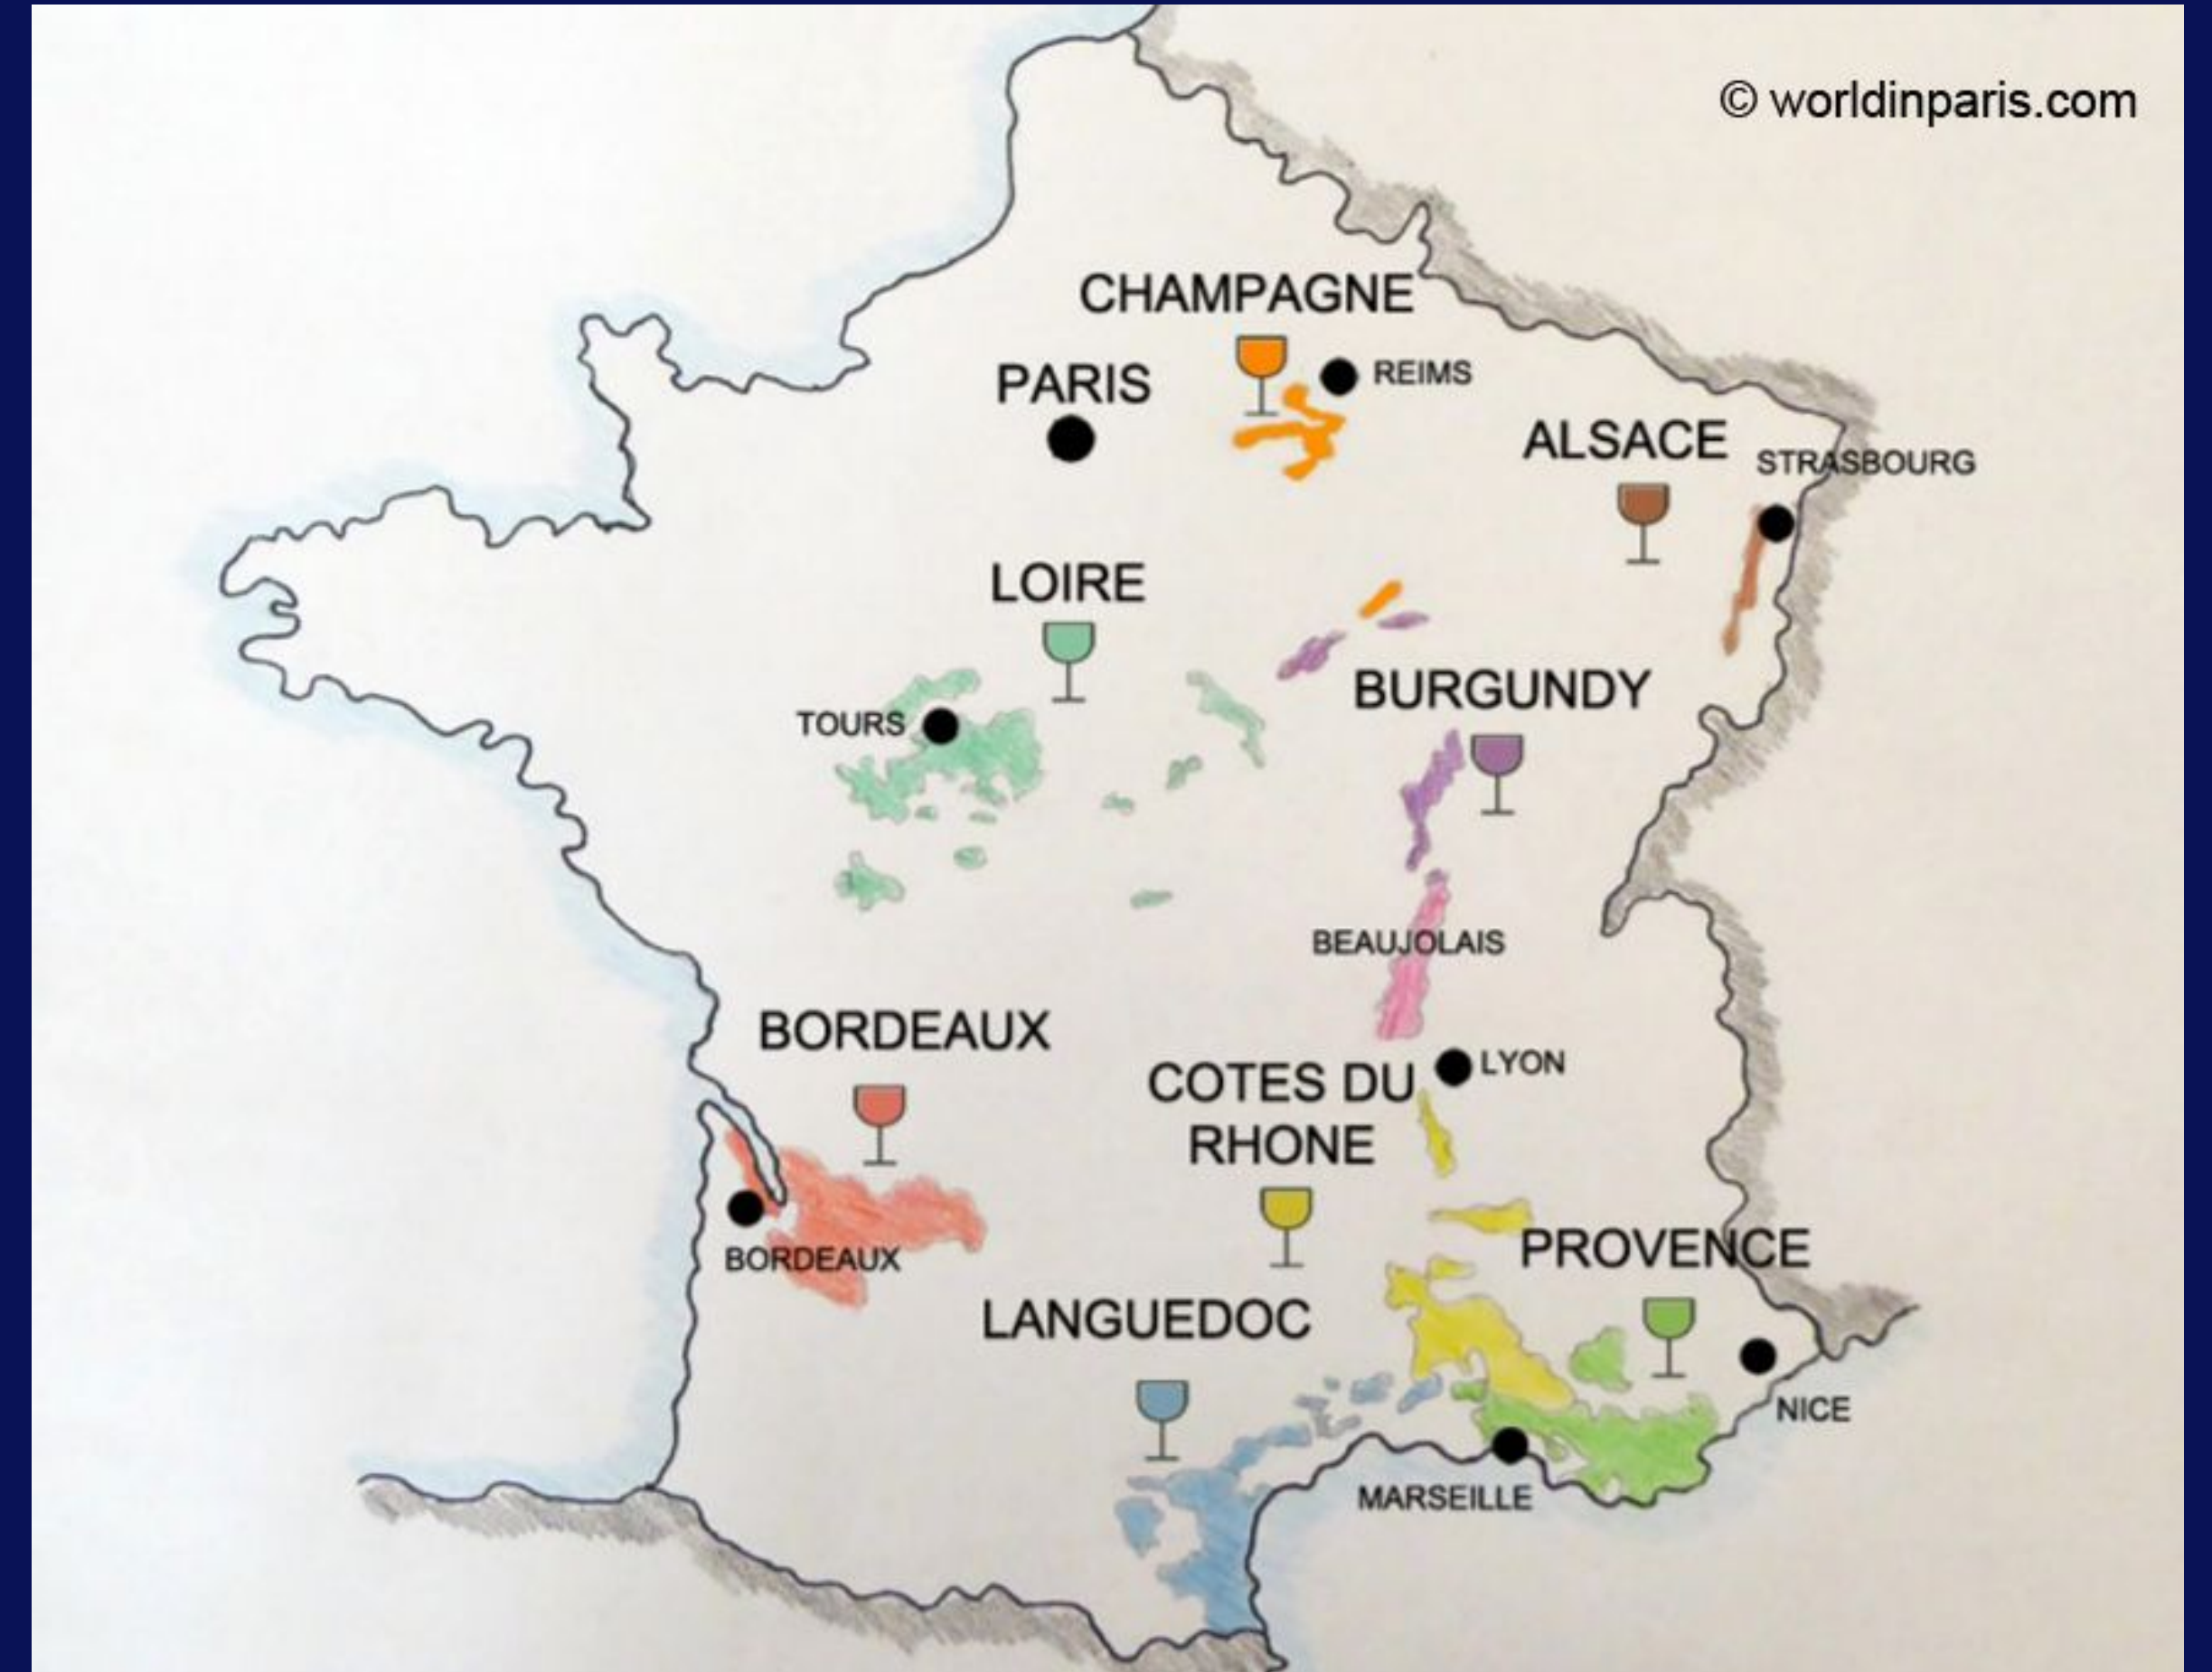 © worldinparis.com
CHAMPAGNE
PARIS
REIMS
ALSACE
STRASBOURG
LOIRE
TOURS
BURGUNDY
BEAUJOLAIS
BORDEAUX
COTES DU
RHONE
LYON
BORDEAUX
PROVENCE
LANGUEDOC
NICE
MARSEILLE